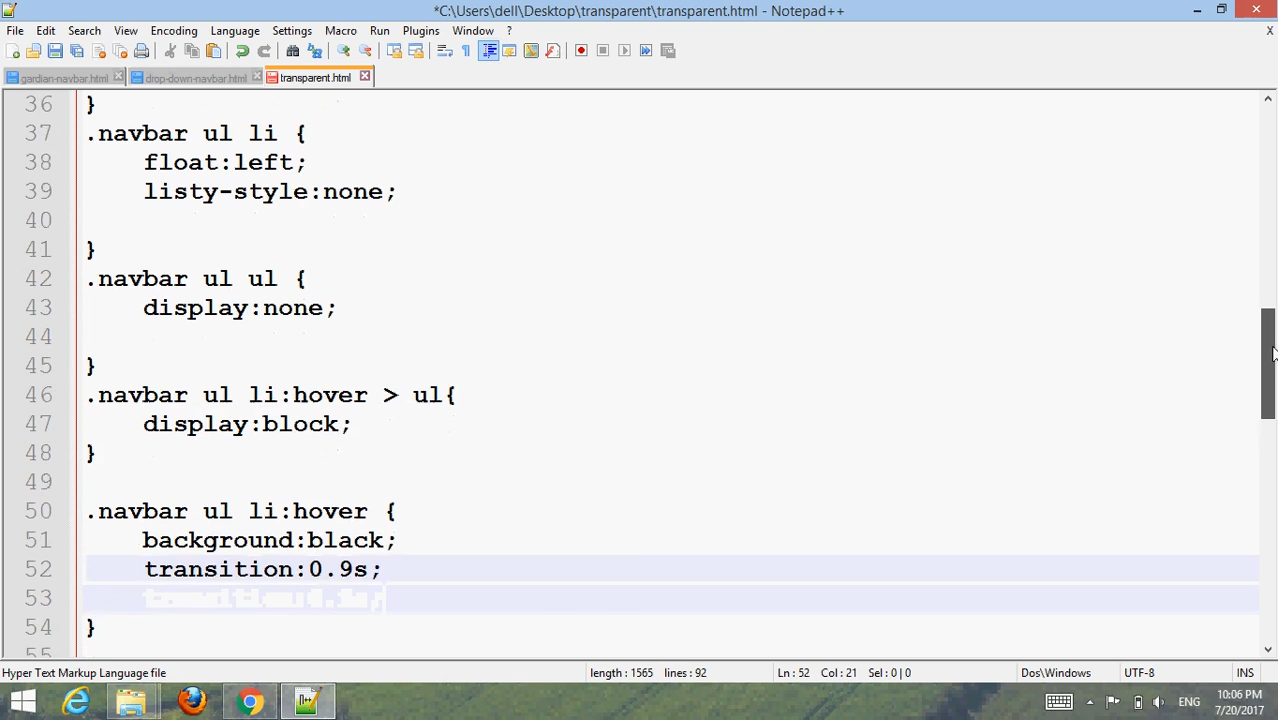 *C:\Users\dell\Desktop\transparent\transparent.html - Notepad++
File Edit Search View Encoding Language Settings Macro Run Plugins Window ? X
gardian-navbar.html drop-down-navbar.html transparent.html
36 }
37 .navbar ul li {
38 float:left;
39 listy-style:none;
40
41 }
42 .navbar ul ul {
43 display:none;
44
45 }
46 .navbar ul li:hover > ul{
47 display:block;
48 }
49
50 .navbar ul li:hover {
51 background:black;
52 transition:0.9s;
53
54 }
55
Hyper Text Markup Language file length : 1565 lines : 92 Ln : 52 Col : 21 Sel : 0 | 0 Dos\Windows UTF-8 INS
ENG 10:06 PM
7/20/2017